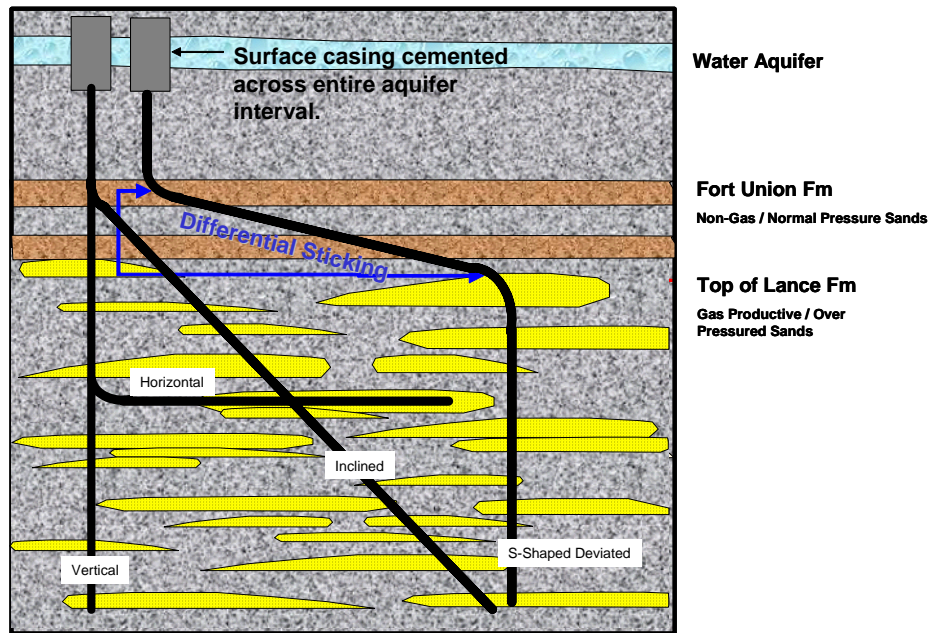 Surface casing cemented
across entire aquifer
interval.
Water Aquifer
Fort Union Fm
Non-Gas / Normal Pressure Sands
Differential Sticking
Top of Lance Fm
Gas Productive / Over
Pressured Sands
Horizontal
Inclined
S-Shaped Deviated
Vertical